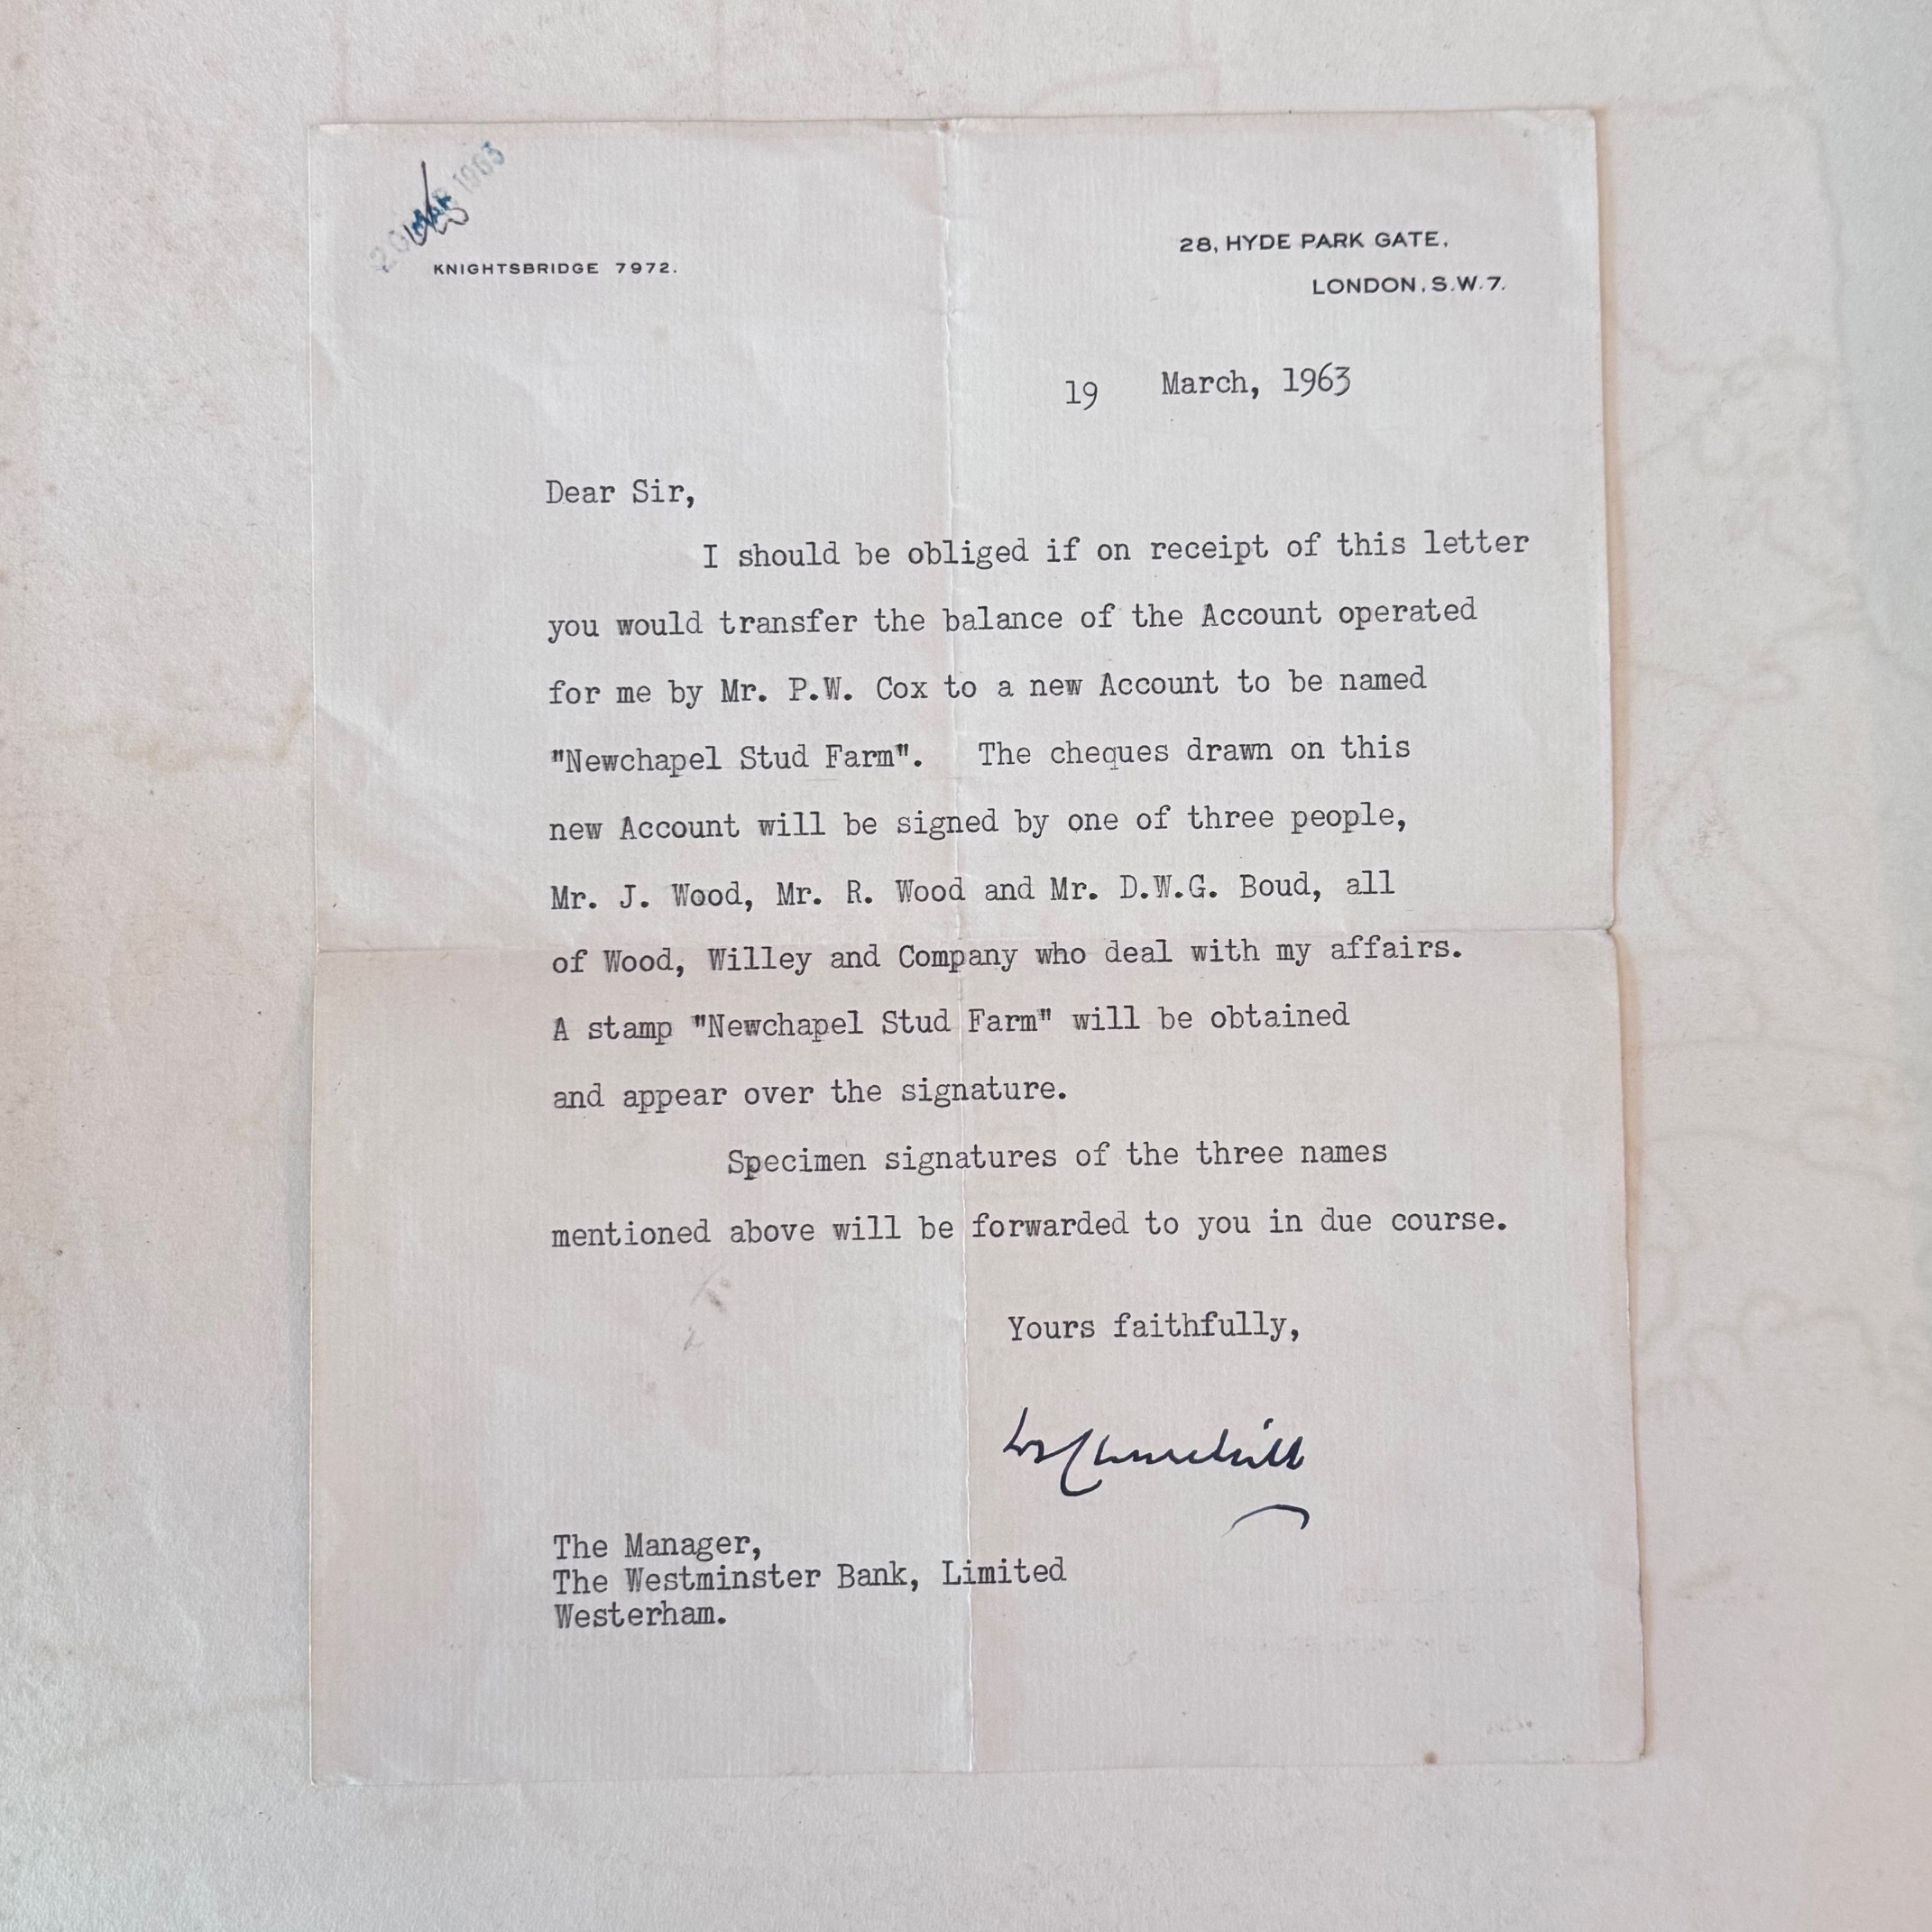 20 MAR 1963
KNIGHTSBRIDGE 7972.
28, HYDE PARK GATE,
LONDON, S.W.7.
19 March, 1963
Dear Sir,
I should be obliged if on receipt of this letter
you would transfer the balance of the Account operated
for me by Mr. P.W. Cox to a new Account to be named
"Newchapel Stud Farm". The cheques drawn on this
new Account will be signed by one of three people,
Mr. J. Wood, Mr. R. Wood and Mr. D.W.G. Boud, all
of Wood, Willey and Company who deal with my affairs.
A stamp "Newchapel Stud Farm" will be obtained
and appear over the signature.
Specimen signatures of the three names
mentioned above will be forwarded to you in due course.
Yours faithfully,
WS Churchill
The Manager,
The Westminster Bank, Limited
Westerham.